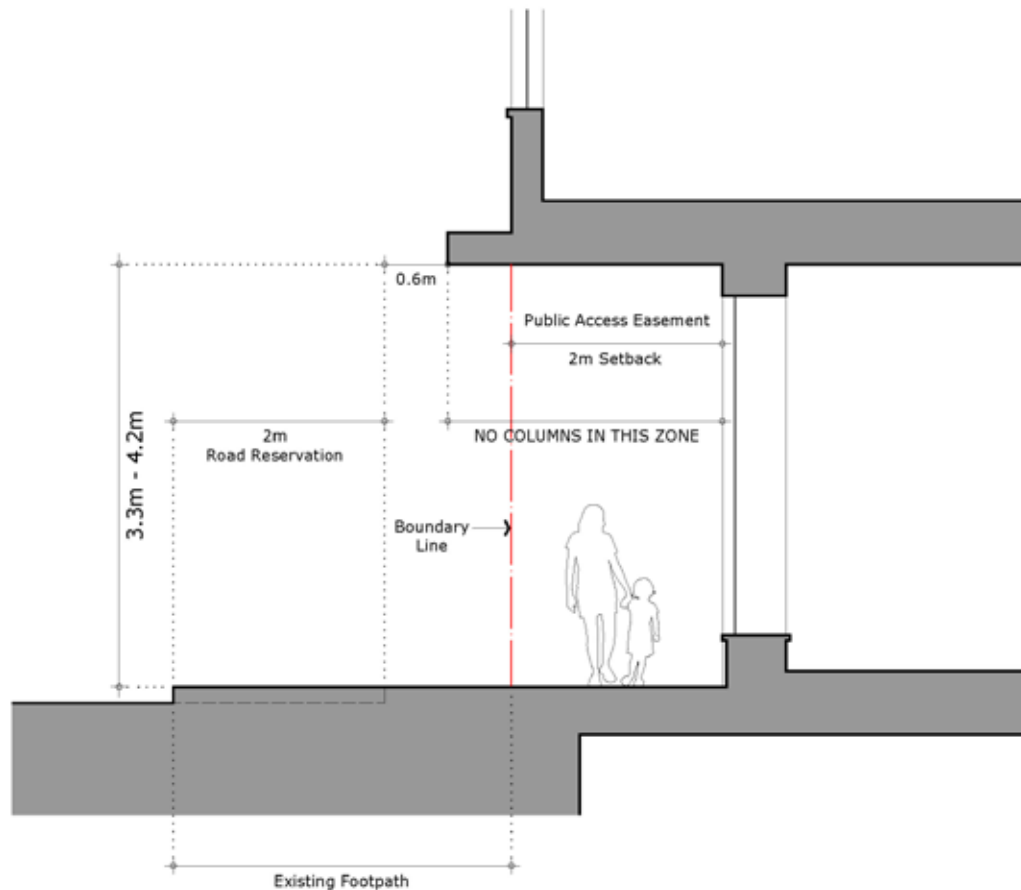 0.6m
Public Access Easement
2m Setback
3.3m - 4.2m
2m
Road Reservation
NO COLUMNS IN THIS ZONE
Boundary
Line
Existing Footpath